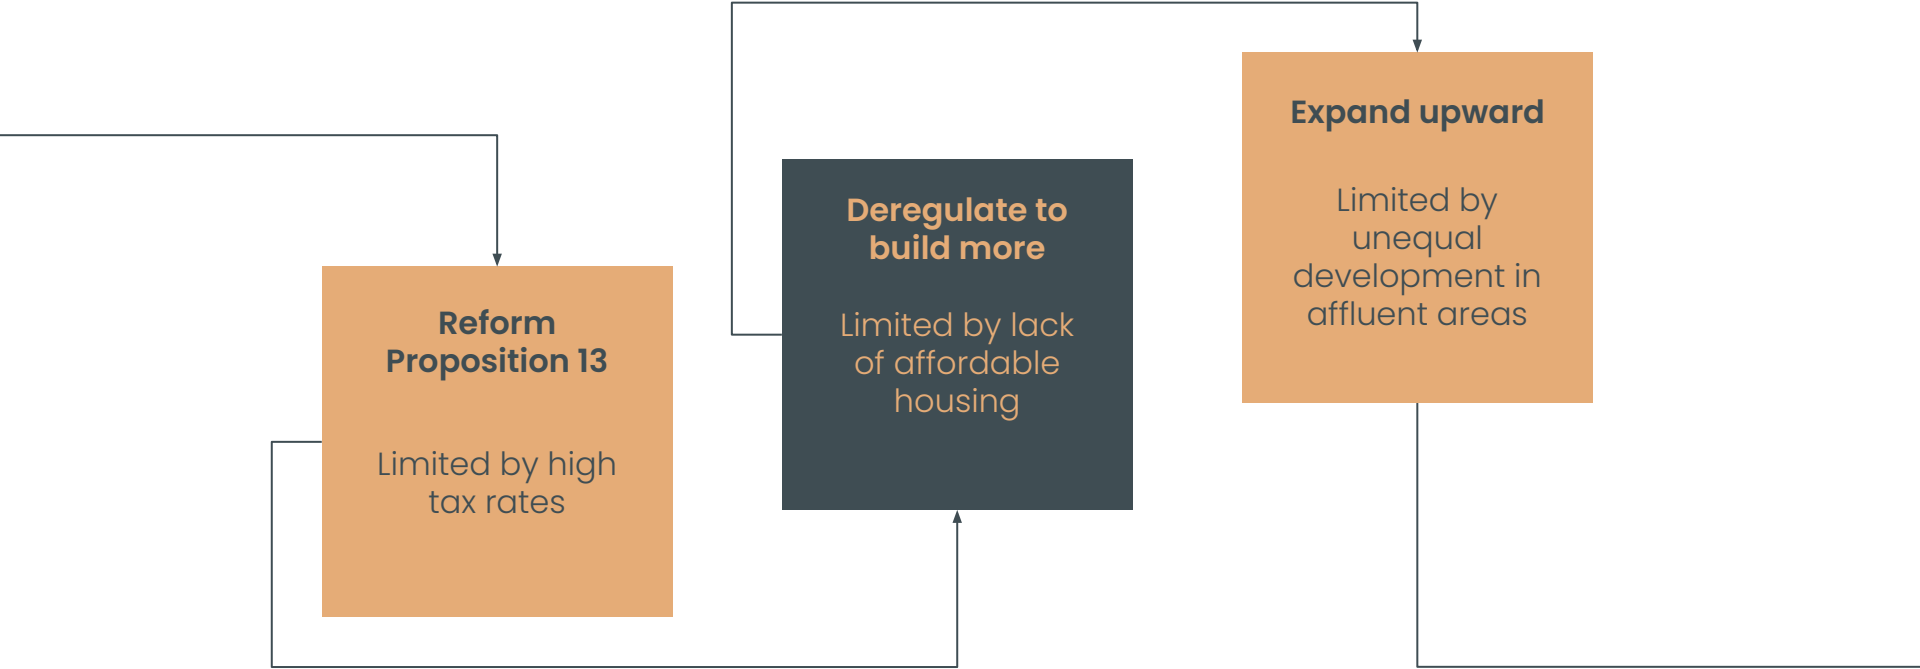 Reform
Proposition 13
Limited by high
tax rates
Deregulate to
build more
Limited by lack
of affordable
housing
Expand upward
Limited by
unequal
development in
affluent areas